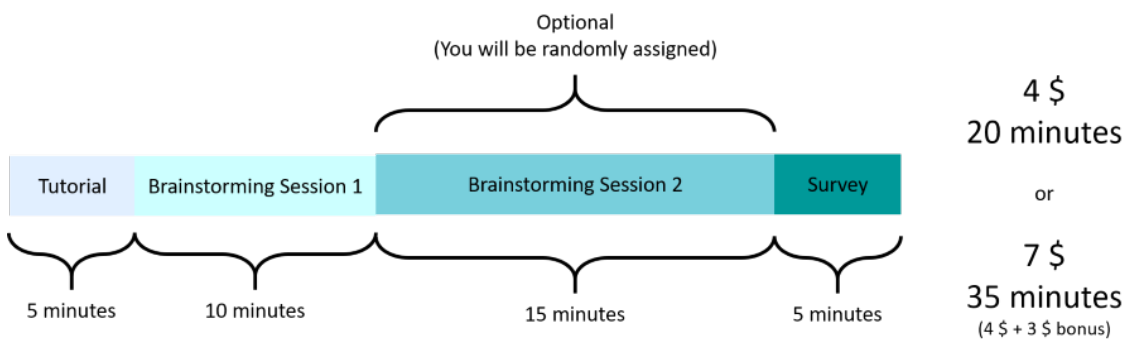 Optional
(You will be randomly assigned)
Tutorial
Brainstorming Session 1
Brainstorming Session 2
Survey
5 minutes
10 minutes
15 minutes
5 minutes
4 $
20 minutes
or
7 $
35 minutes
(4 $ + 3 $ bonus)